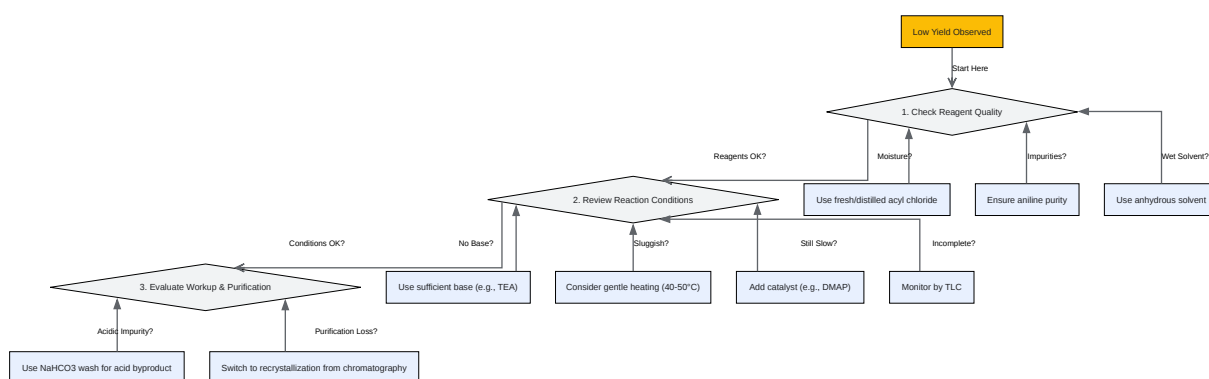 Low Yield Observed
Start Here
1. Check Reagent Quality
Reagents OK?
Moisture?
Impurities?
Wet Solvent?
Use fresh/distilled acyl chloride
Ensure aniline purity
Use anhydrous solvent
2. Review Reaction Conditions
Conditions OK?
No Base?
Sluggish?
Still Slow?
Incomplete?
Use sufficient base (e.g., TEA)
Consider gentle heating (40-50°C)
Add catalyst (e.g., DMAP)
Monitor by TLC
3. Evaluate Workup & Purification
Acidic Impurity?
Purification Loss?
Use NaHCO3 wash for acid byproduct
Switch to recrystallization from chromatography